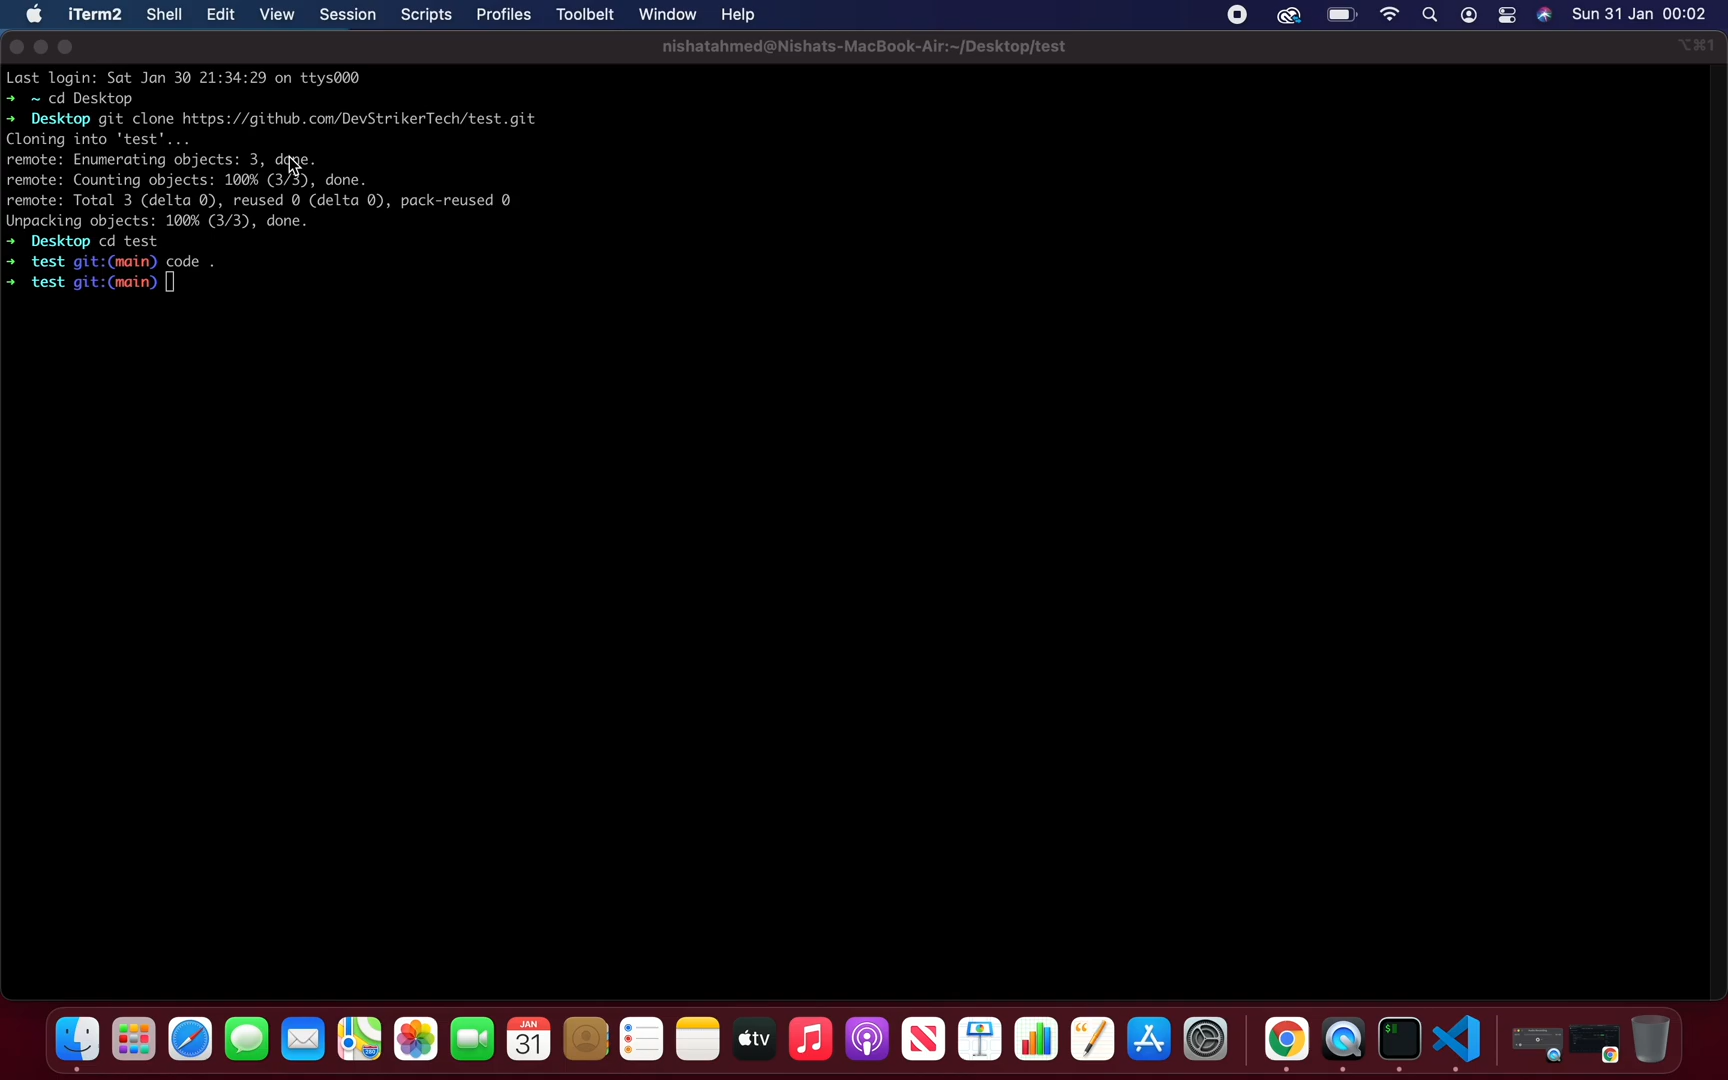 iTerm2 Shell Edit View Session Scripts Profiles Toolbelt Window Help Sun 31 Jan 00:02
nishatahmed@Nishats-MacBook-Air:~/Desktop/test ⌥⌘1
Last login: Sat Jan 30 21:34:29 on ttys000
→ ~ cd Desktop
→ Desktop git clone https://github.com/DevStrikerTech/test.git
Cloning into 'test'...
remote: Enumerating objects: 3, done.
remote: Counting objects: 100% (3/3), done.
remote: Total 3 (delta 0), reused 0 (delta 0), pack-reused 0
Unpacking objects: 100% (3/3), done.
→ Desktop cd test
→ test git:(main) code .
→ test git:(main)
JAN
31
tv
$
280